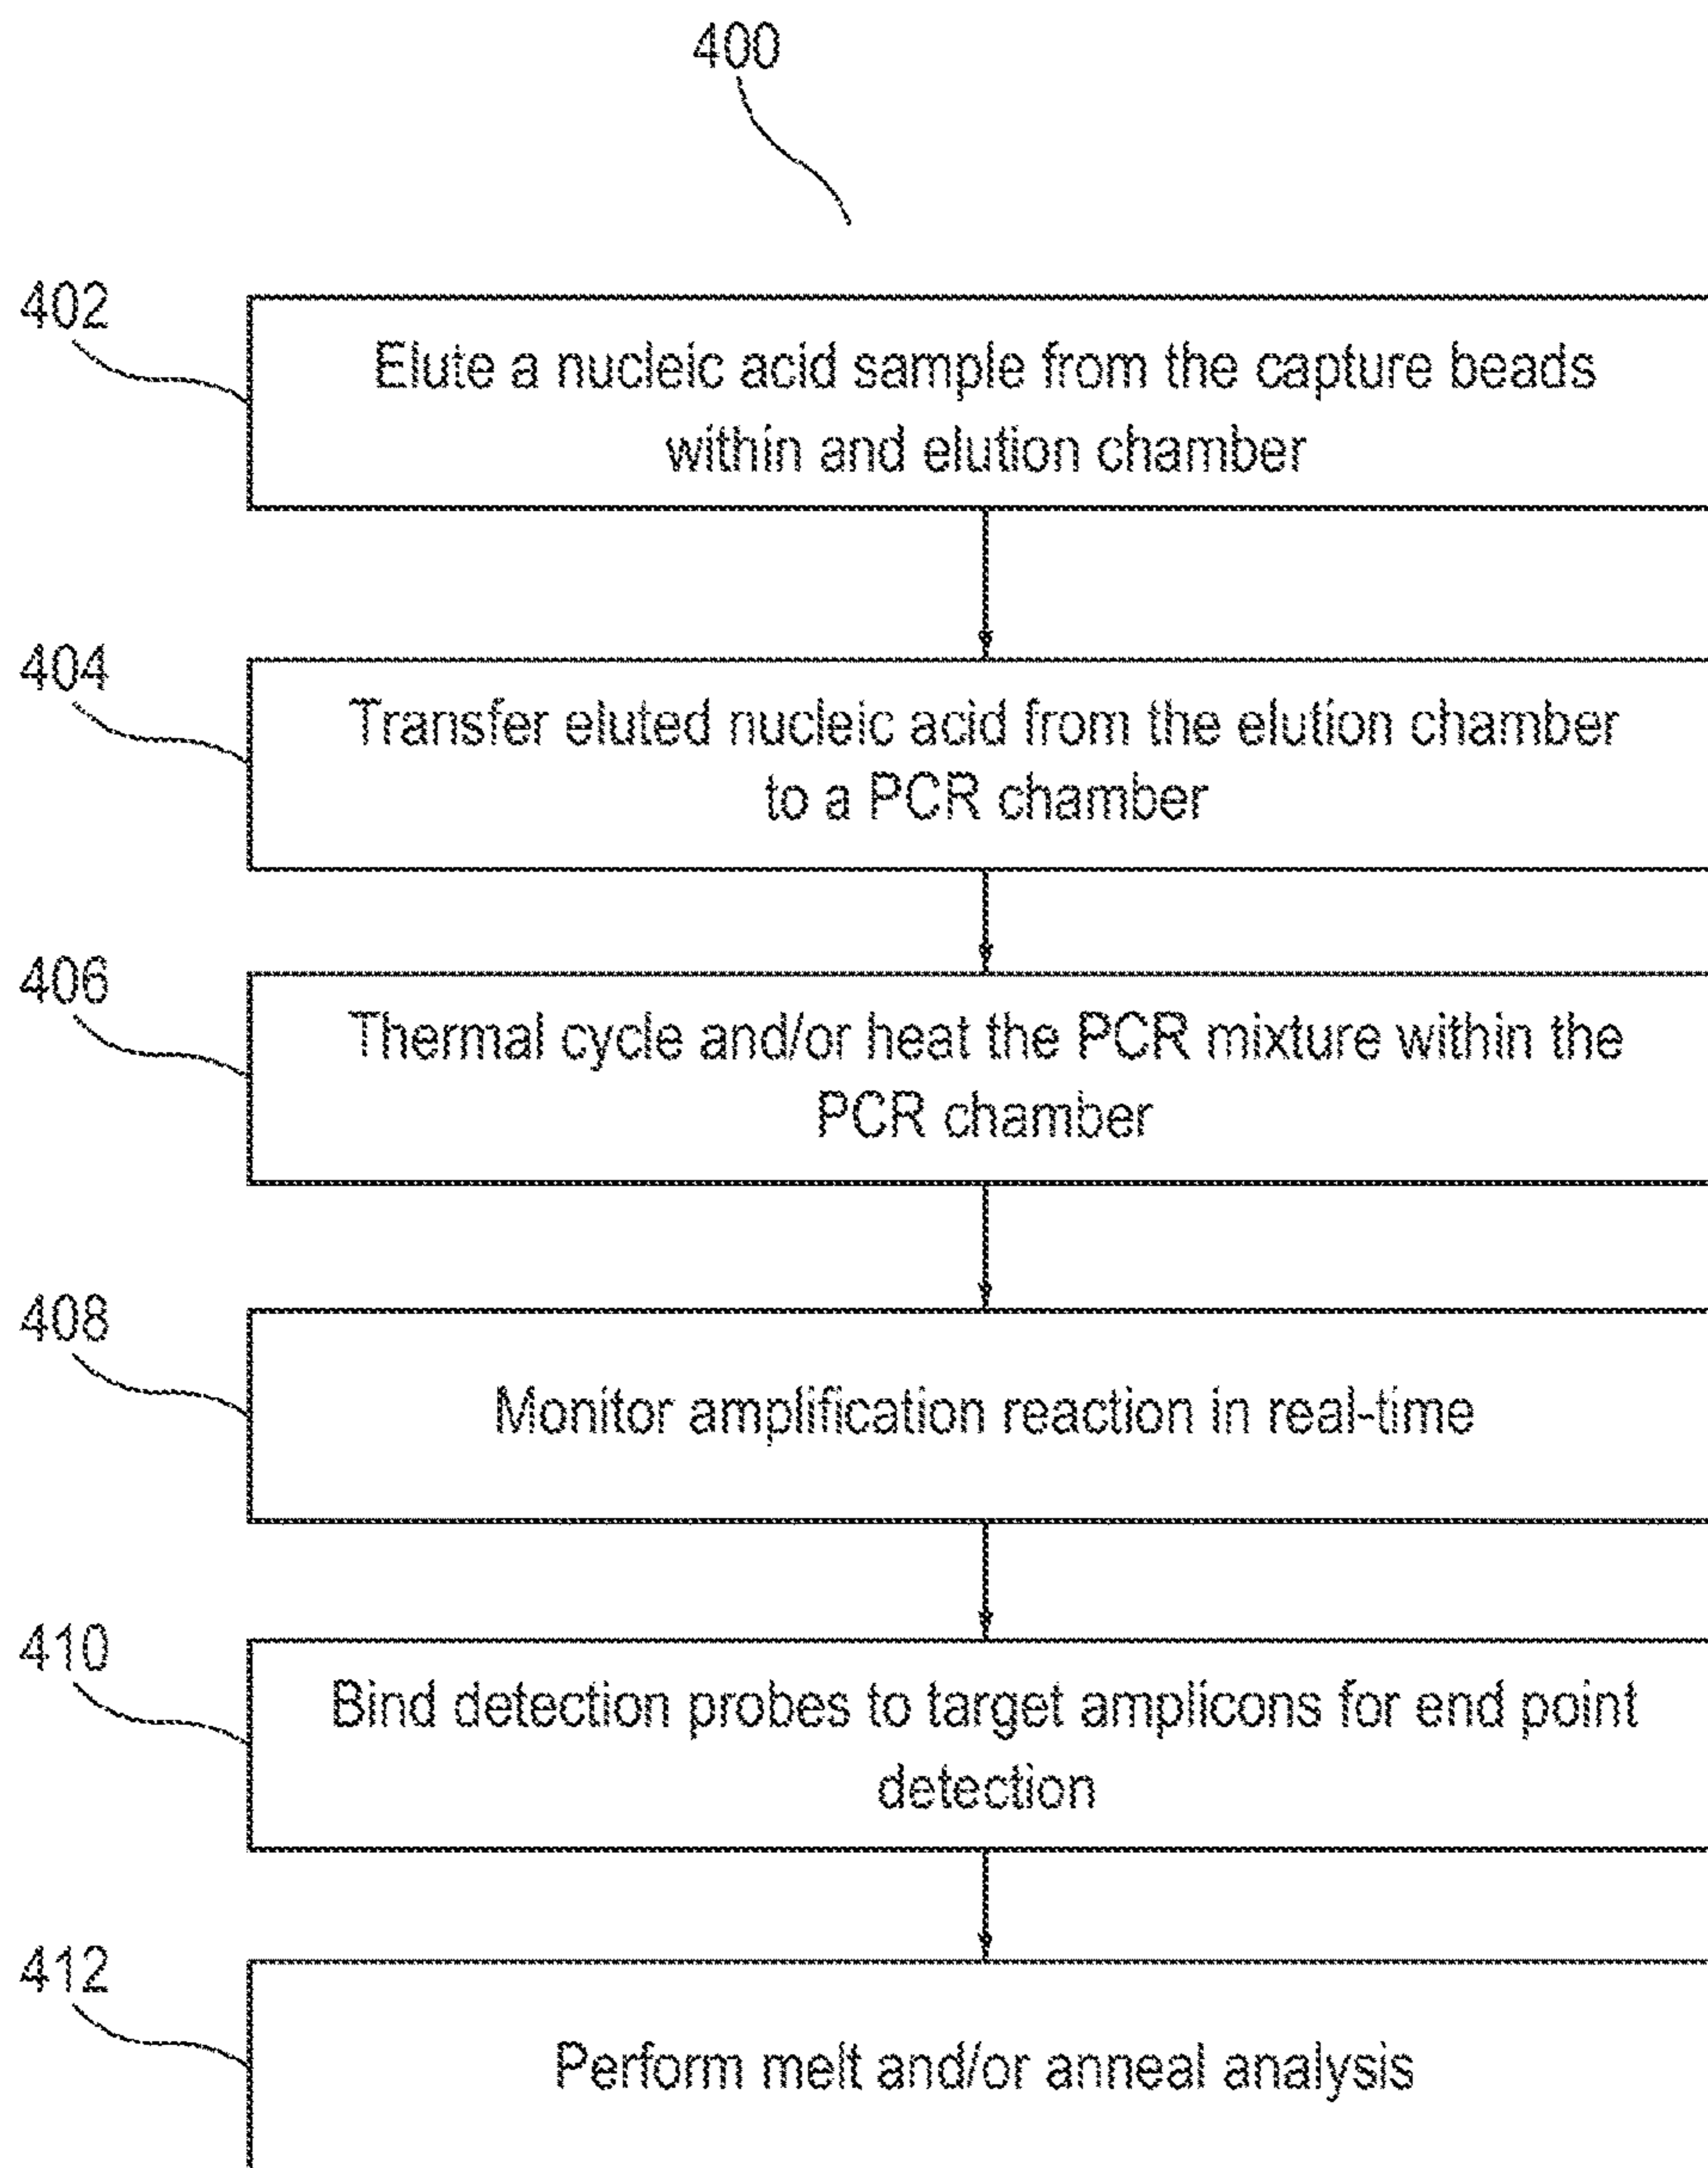 400
402
Elute a nucleic acid sample from the capture beads
within and elution chamber
404
Transfer eluted nucleic acid from the elution chamber
to a PCR chamber
406
Thermal cycle and/or heat the PCR mixture within the
PCR chamber
408
Monitor amplification reaction in real-time
410
Bind detection probes to target amplicons for end point
detection
412
Perform melt and/or anneal analysis